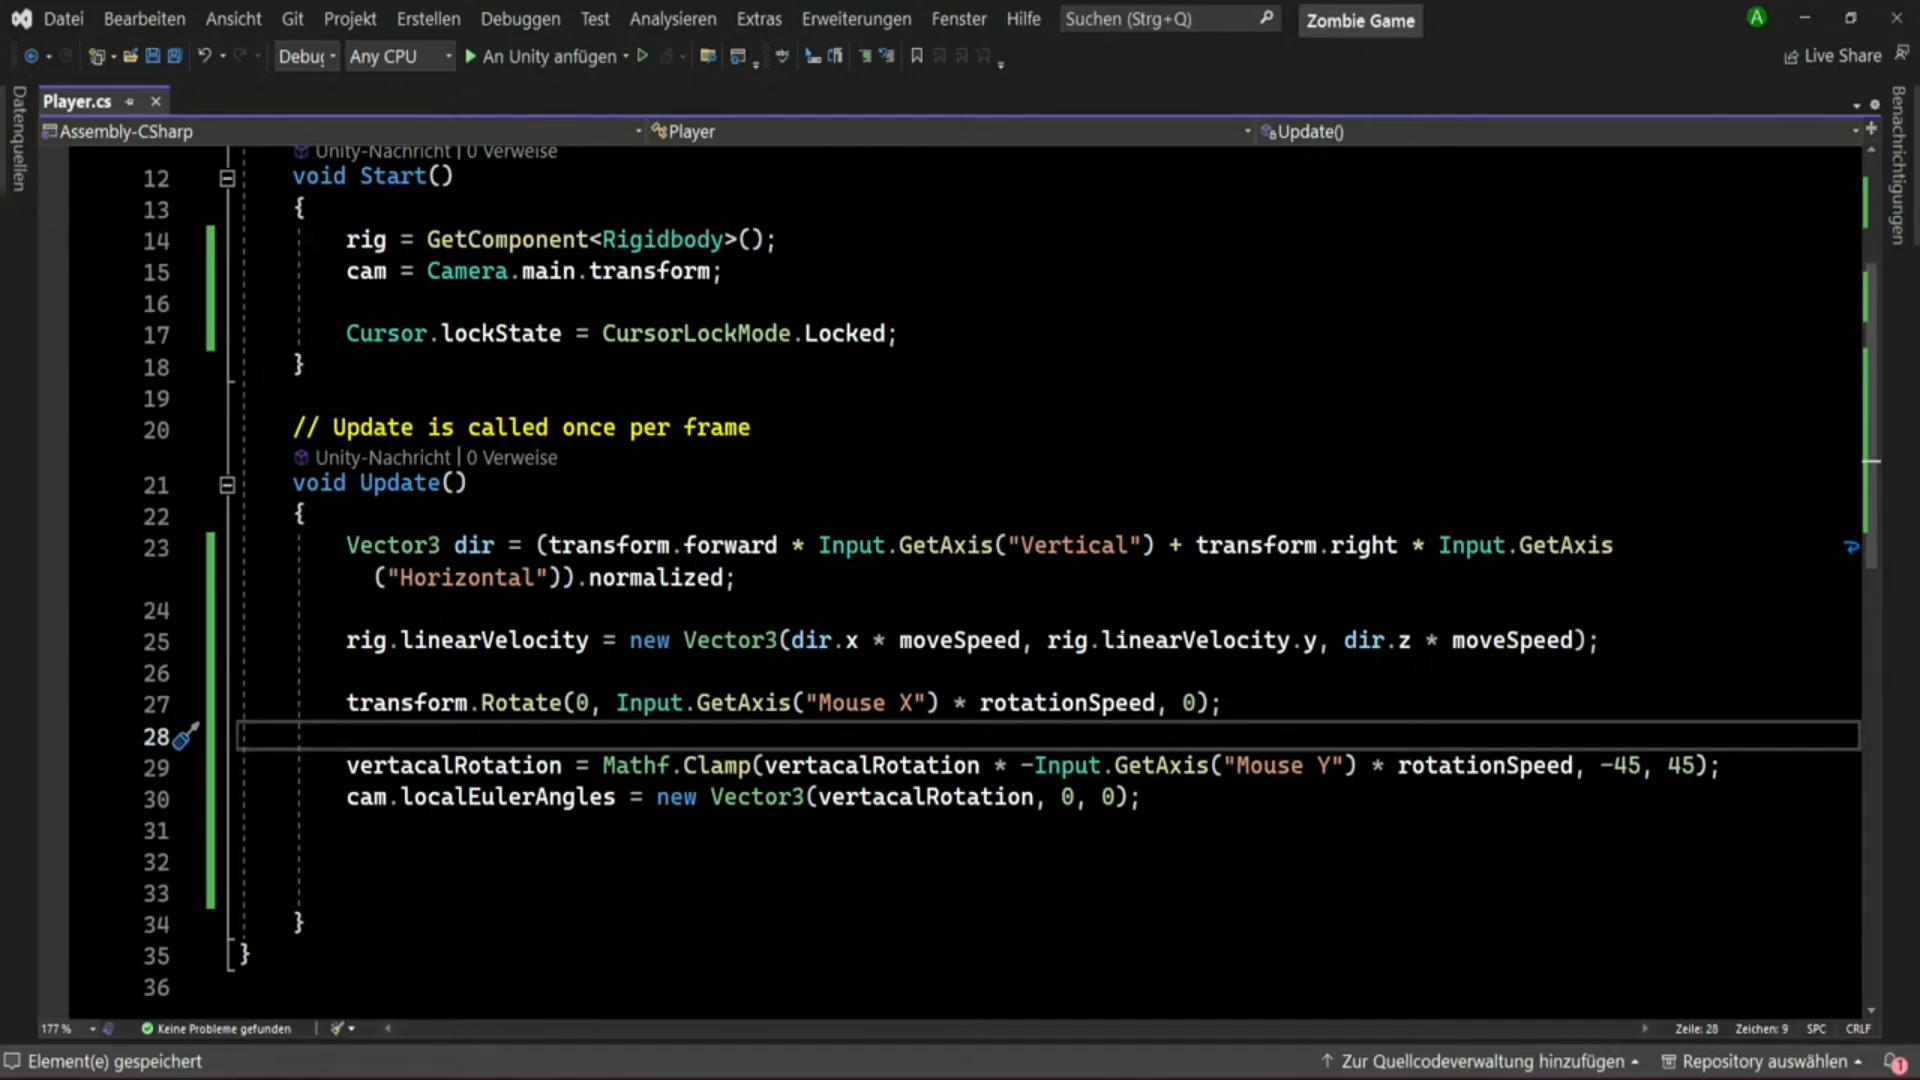 Datei Bearbeiten Ansicht Git Projekt Erstellen Debuggen Test Analysieren Extras Erweiterungen Fenster Hilfe Suchen (Strg+Q) Zombie Game A
Debug Any CPU An Unity anfügen Live Share
Datenquellen
Player.cs
Benachrichtigungen
Assembly-CSharp Player Update()
Unity-Nachricht | 0 Verweise
12 void Start()
13 {
14 rig = GetComponent<Rigidbody>();
15 cam = Camera.main.transform;
16
17 Cursor.lockState = CursorLockMode.Locked;
18 }
19
20 // Update is called once per frame
Unity-Nachricht | 0 Verweise
21 void Update()
22 {
23 Vector3 dir = (transform.forward * Input.GetAxis("Vertical") + transform.right * Input.GetAxis
("Horizontal")).normalized;
24
25 rig.linearVelocity = new Vector3(dir.x * moveSpeed, rig.linearVelocity.y, dir.z * moveSpeed);
26
27 transform.Rotate(0, Input.GetAxis("Mouse X") * rotationSpeed, 0);
28
29 vertacalRotation = Mathf.Clamp(vertacalRotation * -Input.GetAxis("Mouse Y") * rotationSpeed, -45, 45);
30 cam.localEulerAngles = new Vector3(vertacalRotation, 0, 0);
31
32
33
34 }
35 }
36
177 % Keine Probleme gefunden Zeile: 28 Zeichen: 9 SPC CRLF
Element(e) gespeichert Zur Quellcodeverwaltung hinzufügen Repository auswählen 1